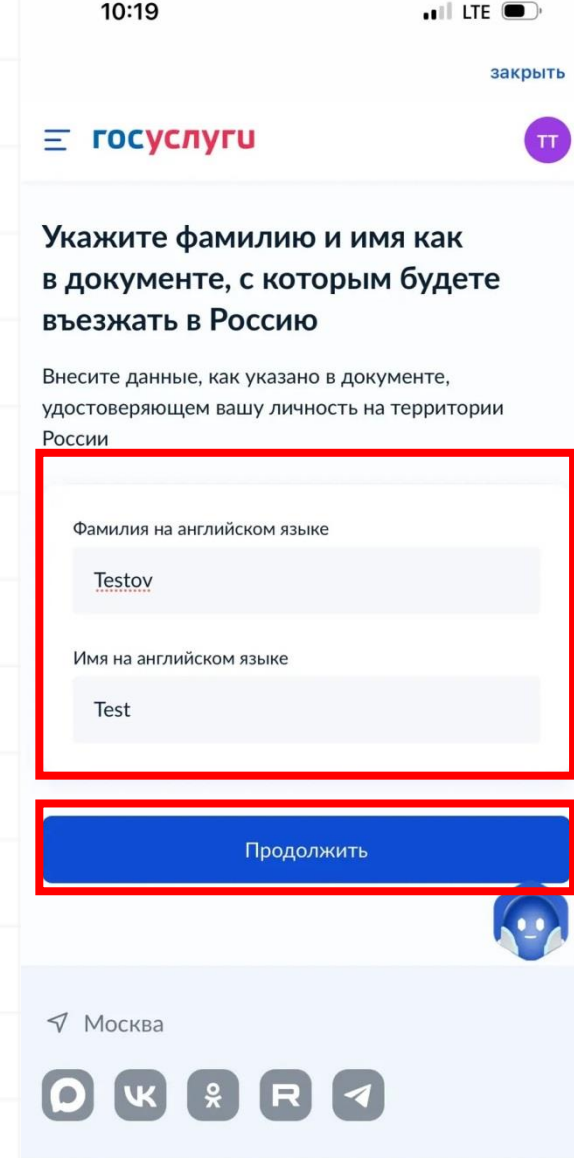 10:19
LTE
закрыть
госуслуги
ТТ
Укажите фамилию и имя как
в документе, с которым будете
въезжать в Россию
Внесите данные, как указано в документе,
удостоверяющем вашу личность на территории
России
Фамилия на английском языке
Testov
Имя на английском языке
Test
Продолжить
Москва